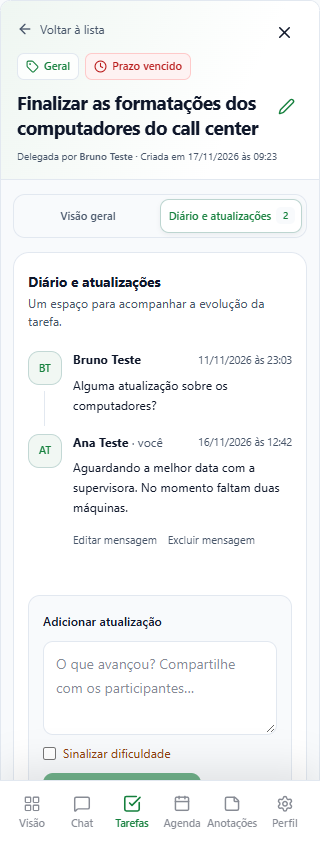 Voltar à lista
Geral
Prazo vencido
Finalizar as formatações dos
computadores do call center
Delegada por Bruno Teste · Criada em 17/11/2026 às 09:23
Visão geral
Diário e atualizações 2
Diário e atualizações
Um espaço para acompanhar a evolução da
tarefa.
BT
Bruno Teste
11/11/2026 às 23:03
Alguma atualização sobre os
computadores?
AT
Ana Teste · você
16/11/2026 às 12:42
Aguardando a melhor data com a
supervisora. No momento faltam duas
máquinas.
Editar mensagem
Excluir mensagem
Adicionar atualização
O que avançou? Compartilhe
com os participantes...
Sinalizar dificuldade
Visão
Chat
Tarefas
Agenda
Anotações
Perfil